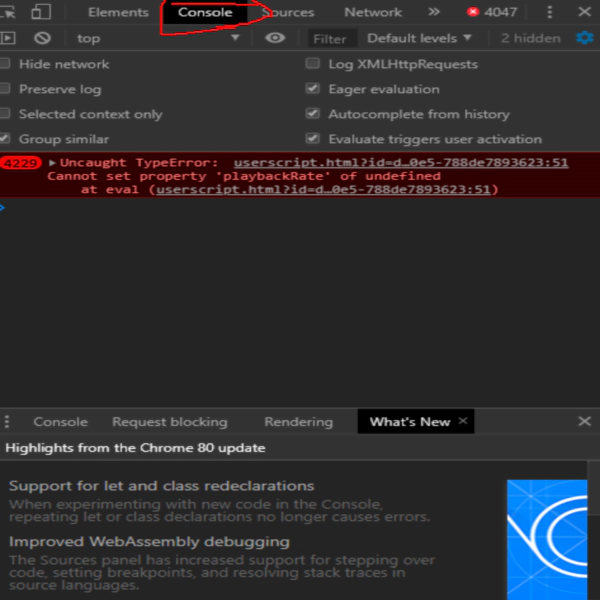 Elements Console Sources Network » 4047
top Filter Default levels ▼ 2 hidden
Hide network Log XMLHttpRequests
Preserve log Eager evaluation
Selected context only Autocomplete from history
Group similar Evaluate triggers user activation
4229 ▶Uncaught TypeError: userscript.html?id=d…0e5-788de7893623:51
Cannot set property 'playbackRate' of undefined
at eval (userscript.html?id=d…0e5-788de7893623:51)
Console Request blocking Rendering What's New ×
Highlights from the Chrome 80 update
Support for let and class redeclarations
When experimenting with new code in the Console,
repeating let or class declarations no longer causes errors.
Improved WebAssembly debugging
The Sources panel has increased support for stepping over
code, setting breakpoints, and resolving stack traces in
source languages.